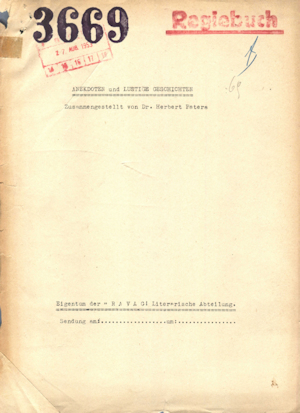 3669
Regiebuch
ANEKDOTEN und LUSTIGE GESCHICHTEN
Zusammengestellt von Dr. Herbert Peters
Eigentum der - R A V A G: Literarische Abteilung.
Sendung am:.................um:...............